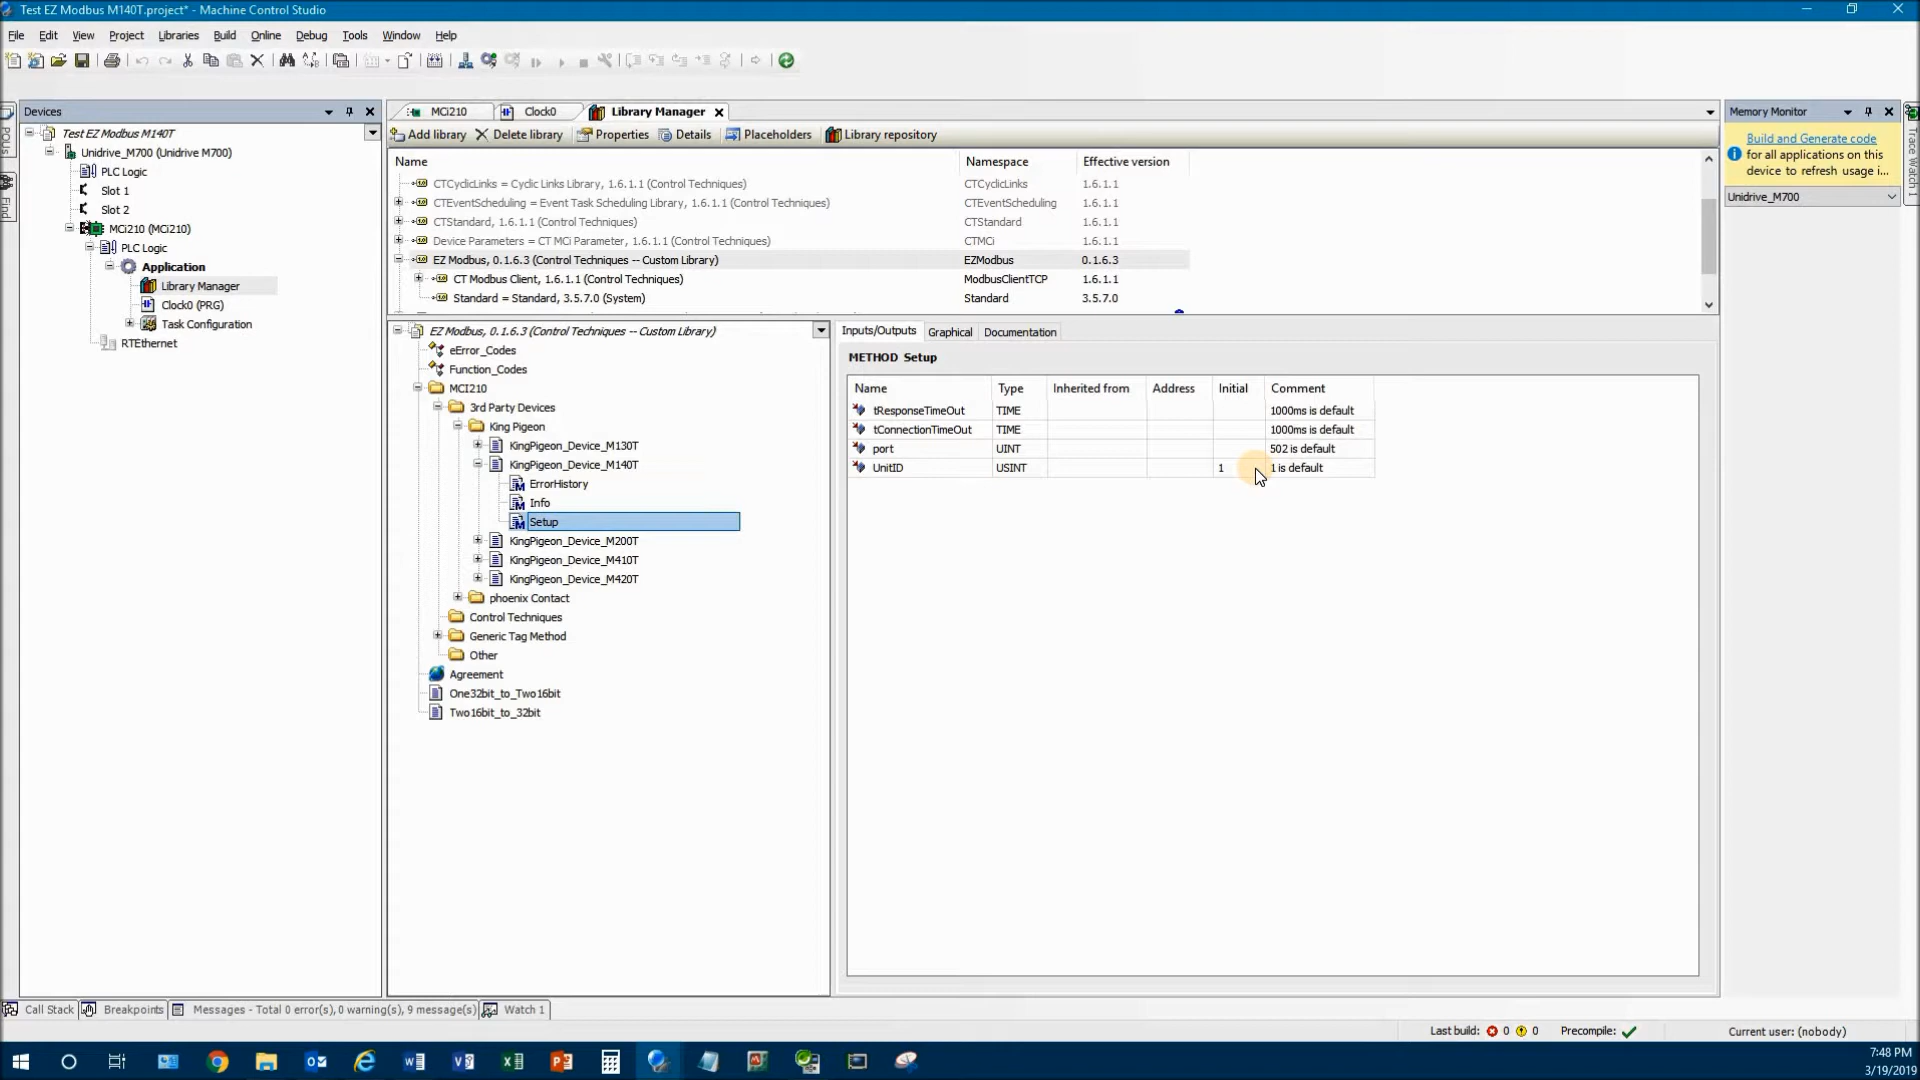 Test EZ Modbus M140T.project* - Machine Control Studio
File Edit View Project Libraries Build Online Debug Tools Window Help
Devices
Test EZ Modbus M140T
Unidrive_M700 (Unidrive M700)
PLC Logic
Slot 1
Slot 2
MCi210 (MCi210)
PLC Logic
Application
Library Manager
Clock0 (PRG)
Task Configuration
RTEthernet
POUs
Find
MCi210 Clock0 Library Manager
Add library Delete library Properties Details Placeholders Library repository
Name Namespace Effective version
CTCyclicLinks = Cyclic Links Library, 1.6.1.1 (Control Techniques) CTCyclicLinks 1.6.1.1
CTEventScheduling = Event Task Scheduling Library, 1.6.1.1 (Control Techniques) CTEventScheduling 1.6.1.1
CTStandard, 1.6.1.1 (Control Techniques) CTStandard 1.6.1.1
Device Parameters = CT MCi Parameter, 1.6.1.1 (Control Techniques) CTMCi 1.6.1.1
EZ Modbus, 0.1.6.3 (Control Techniques -- Custom Library) EZModbus 0.1.6.3
CT Modbus Client, 1.6.1.1 (Control Techniques) ModbusClientTCP 1.6.1.1
Standard = Standard, 3.5.7.0 (System) Standard 3.5.7.0
EZ Modbus, 0.1.6.3 (Control Techniques -- Custom Library)
eError_Codes
Function_Codes
MCI210
3rd Party Devices
King Pigeon
KingPigeon_Device_M130T
KingPigeon_Device_M140T
ErrorHistory
Info
Setup
KingPigeon_Device_M200T
KingPigeon_Device_M410T
KingPigeon_Device_M420T
phoenix Contact
Control Techniques
Generic Tag Method
Other
Agreement
One32bit_to_Two16bit
Two16bit_to_32bit
Inputs/Outputs Graphical Documentation
METHOD Setup
Name Type Inherited from Address Initial Comment
tResponseTimeOut TIME 1000ms is default
tConnectionTimeOut TIME 1000ms is default
port UINT 502 is default
UnitID USINT 1 1 is default
Memory Monitor
Build and Generate code
for all applications on this
device to refresh usage i...
Unidrive_M700
Trace Watch 1
Call Stack Breakpoints Messages - Total 0 error(s), 0 warning(s), 9 message(s) Watch 1
Last build: 0 0 Precompile: Current user: (nobody)
7:48 PM
3/19/2019